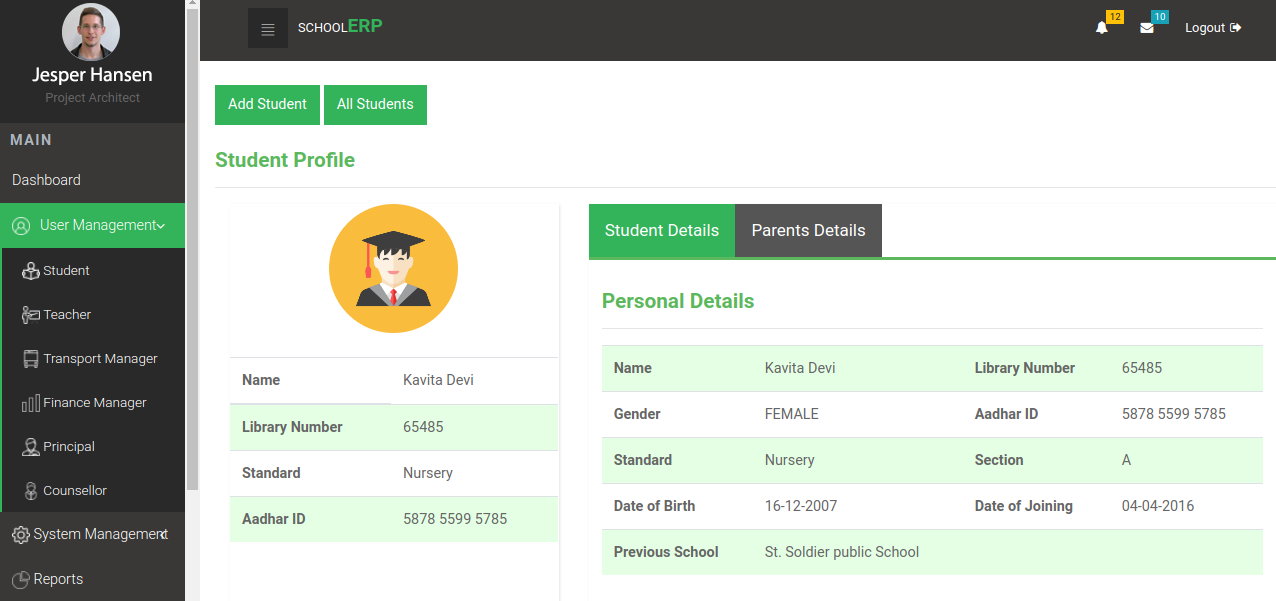 Jesper Hansen
Project Architect
MAIN
Dashboard
User Management
Student
Teacher
Transport Manager
Finance Manager
Principal
Counsellor
System Management
Reports
SCHOOLERP
12
10
Logout
Add Student All Students
Student Profile
Name Kavita Devi
Library Number 65485
Standard Nursery
Aadhar ID 5878 5599 5785
Student Details Parents Details
Personal Details
Name Kavita Devi Library Number 65485
Gender FEMALE Aadhar ID 5878 5599 5785
Standard Nursery Section A
Date of Birth 16-12-2007 Date of Joining 04-04-2016
Previous School St. Soldier public School